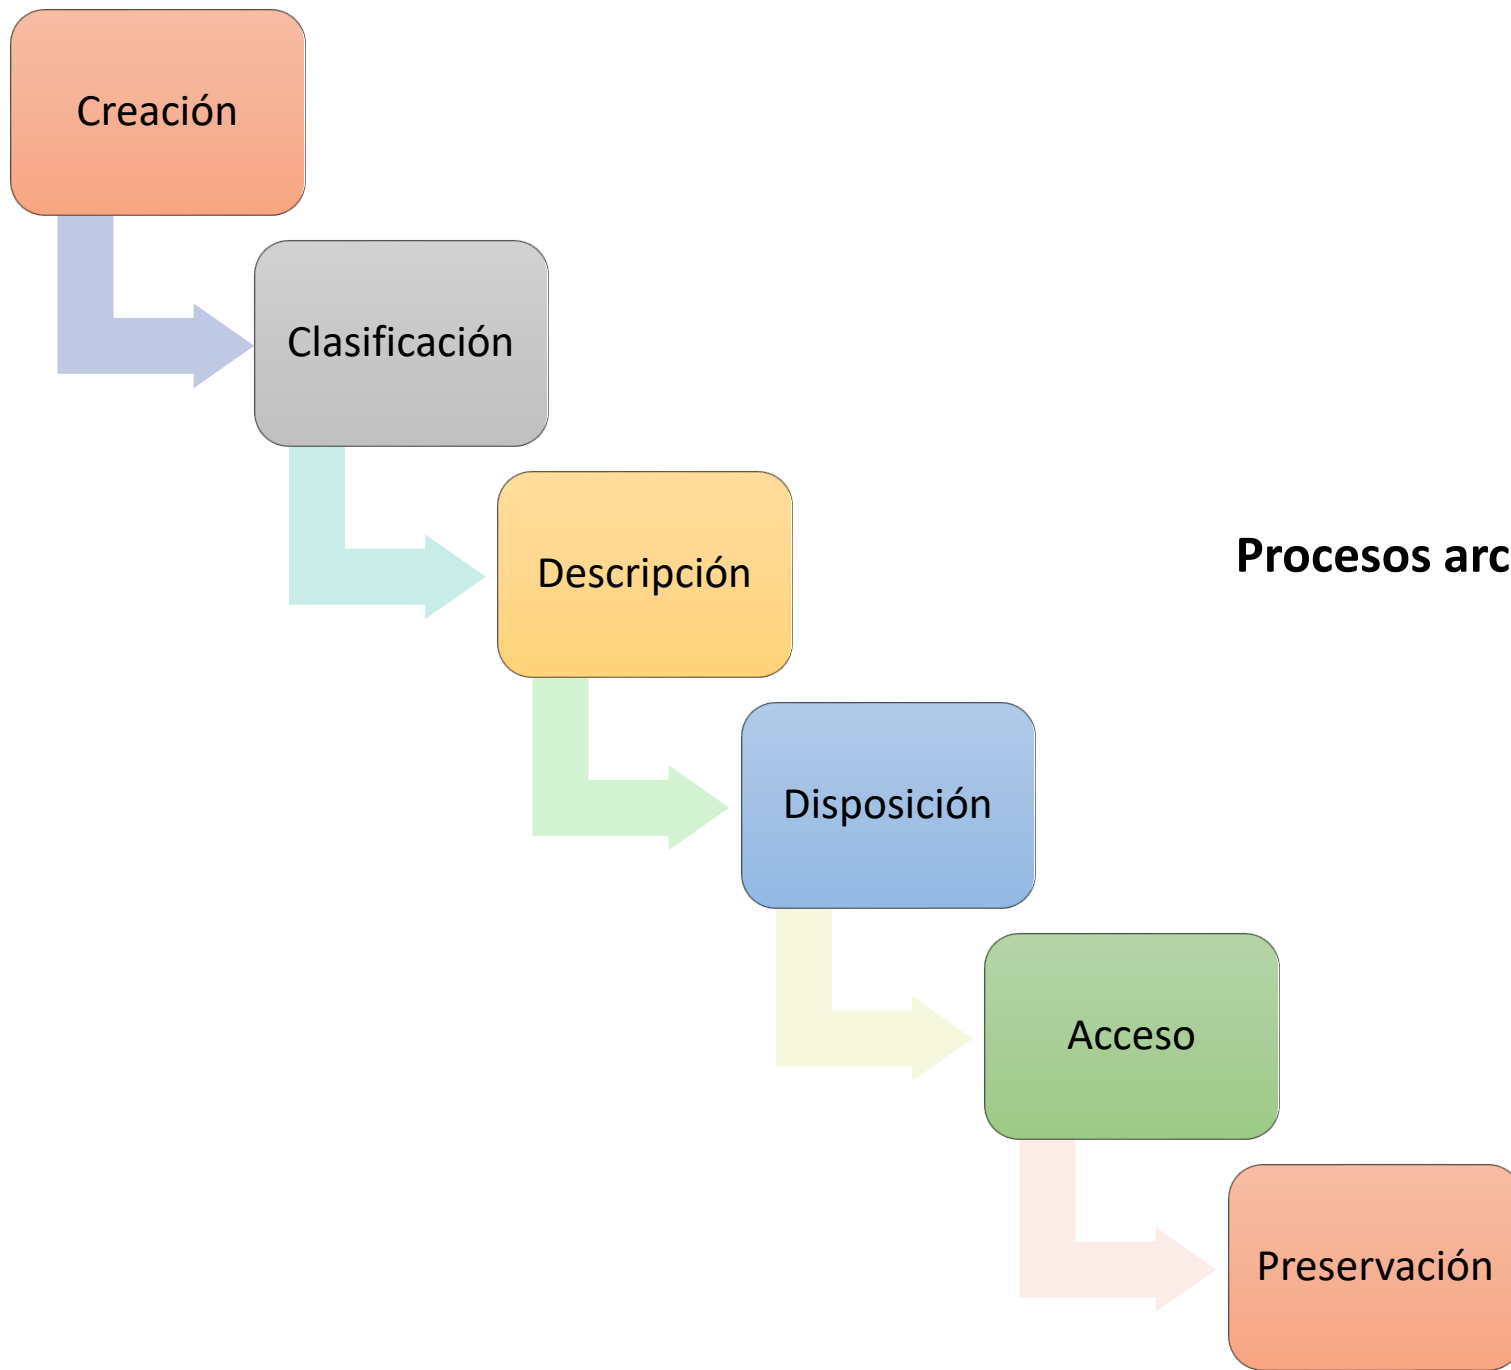 Creación
Clasificación
Descripción
Procesos arc
Disposición
Acceso
Preservación